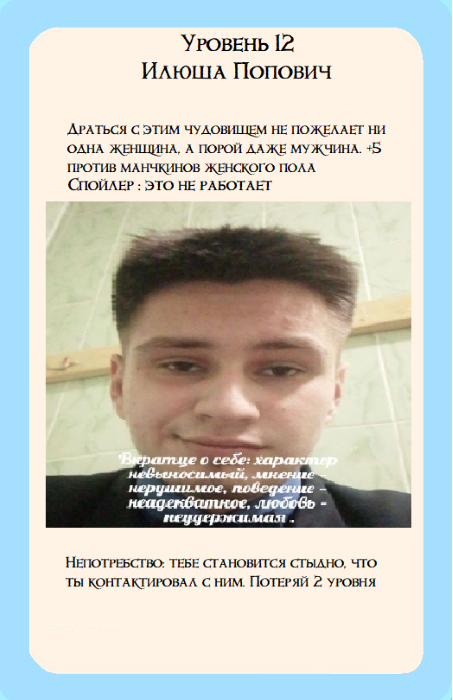 Уровень 12
Илюша Попович
Драться с этим чудовищем не пожелает ни
одна женщина, а порой даже мужчина. +5
против манчкинов женского пола
Спойлер : это не работает
Вкратце о себе: характер
невыносимый, мнение -
нерушимое, поведение -
неадекватное, любовь -
неудержимая .
Непотребство: тебе становится стыдно, что
ты контактировал с ним. Потеряй 2 уровня